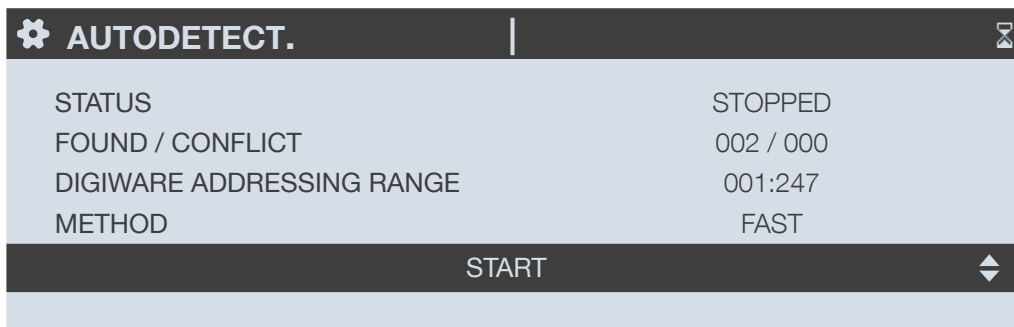 AUTODETECT.
STATUS STOPPED
FOUND / CONFLICT 002 / 000
DIGIWARE ADDRESSING RANGE 001:247
METHOD FAST
START